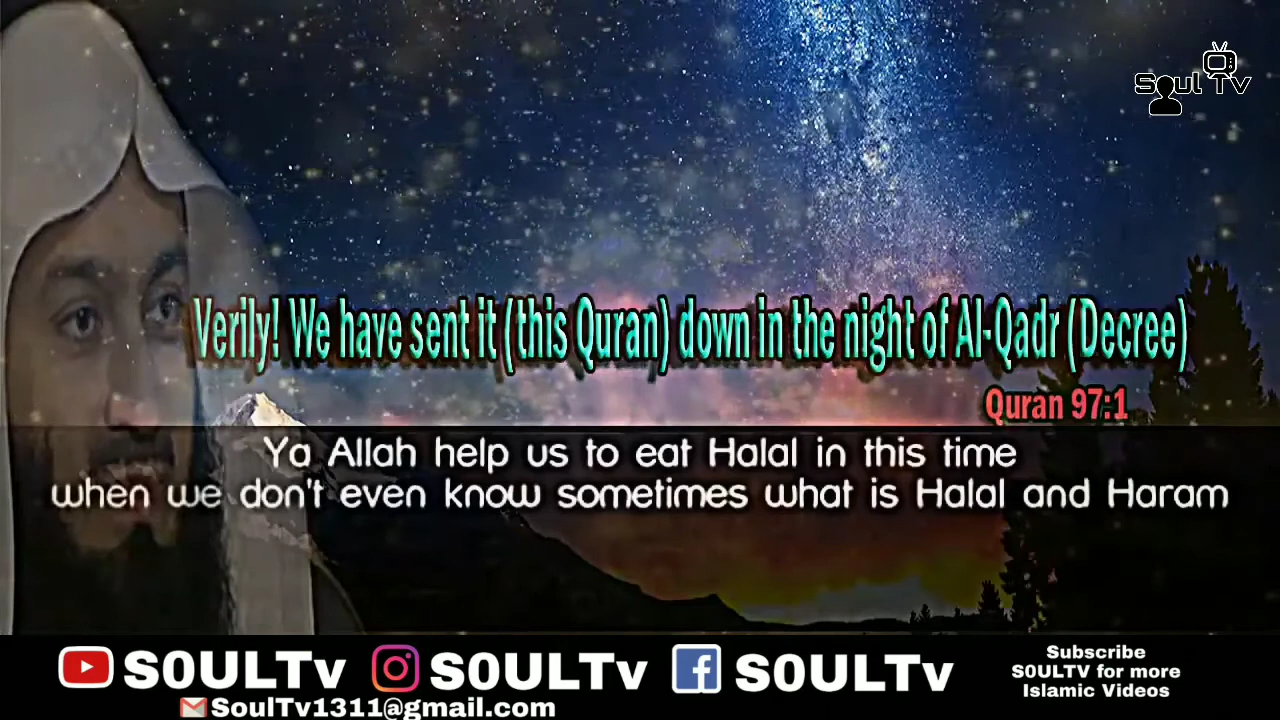 Soul Tv
Verily! We have sent it (this Quran) down in the night of Al-Qadr (Decree)
Quran 97:1
Ya Allah help us to eat Halal in this time
when we don't even know sometimes what is Halal and Haram
S0ULTv S0ULTv S0ULTv
SoulTv1311@gmail.com
Subscribe
S0ULTV for more
Islamic Videos